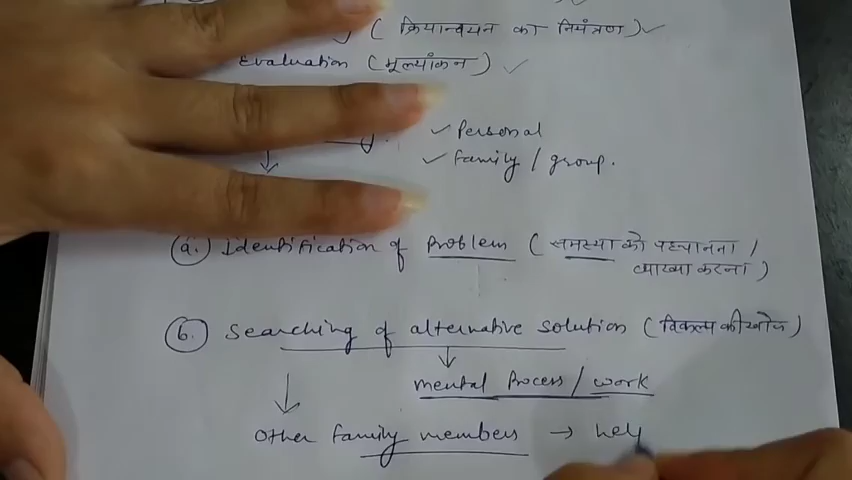 (क्रियान्वयन का नियंत्रण)
Evaluation (मूल्यांकन)
Personal
family / group.
a. Identification of Problem (समस्या को पहचानना /
व्याख्या करना)
b. Searching of alternative solution (विकल्प की खोज)
mental Process / work
Other family members → hel